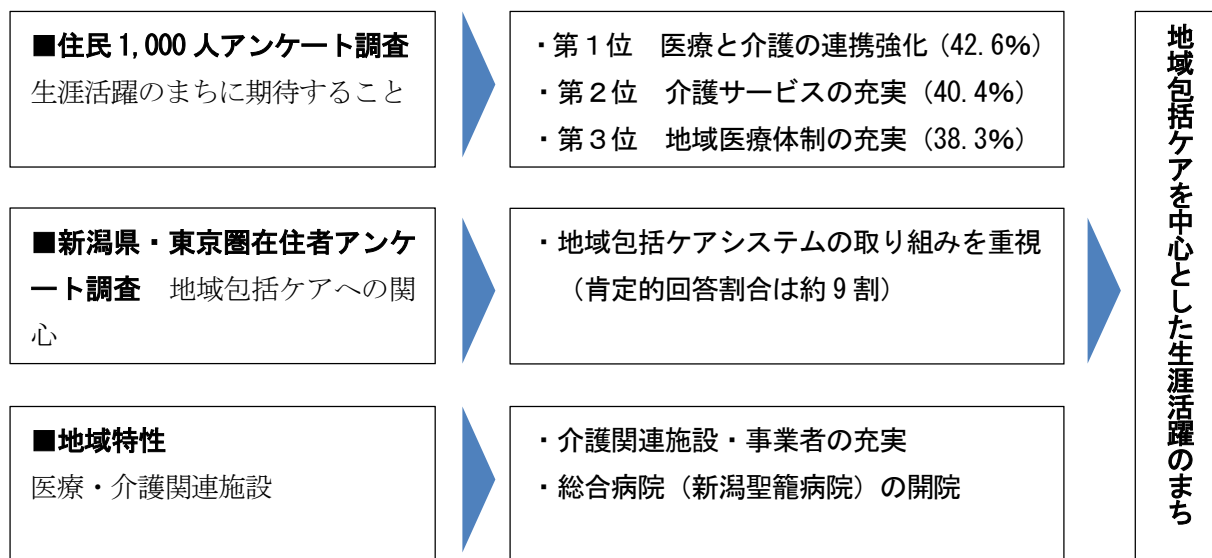 ■住民1,000人アンケート調査
生涯活躍のまちに期待すること
・第1位　医療と介護の連携強化（42.6%）
・第２位　介護サービスの充実（40.4%）
・第３位　地域医療体制の充実（38.3%）
■新潟県・東京圏在住者アンケ
ート調査　地域包括ケアへの関
心
・地域包括ケアシステムの取り組みを重視
（肯定的回答割合は約9割）
■地域特性
医療・介護関連施設
・介護関連施設・事業者の充実
・総合病院（新潟聖籠病院）の開院
地域包括ケアを中心とした生涯活躍のまち